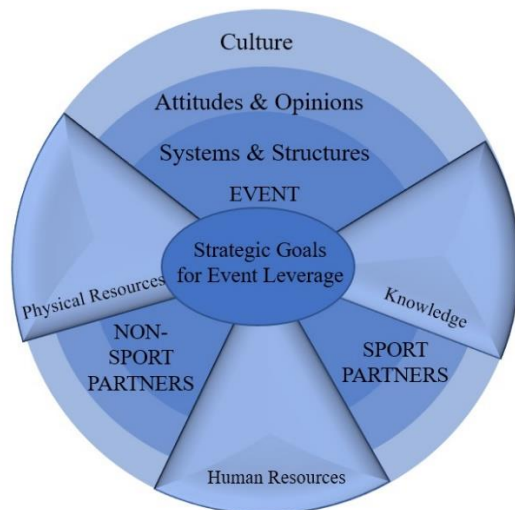 Culture
Attitudes & Opinions
Systems & Structures
EVENT
Strategic Goals
for Event Leverage
Physical Resources
Knowledge
NON-
SPORT
PARTNERS
SPORT
PARTNERS
Human Resources